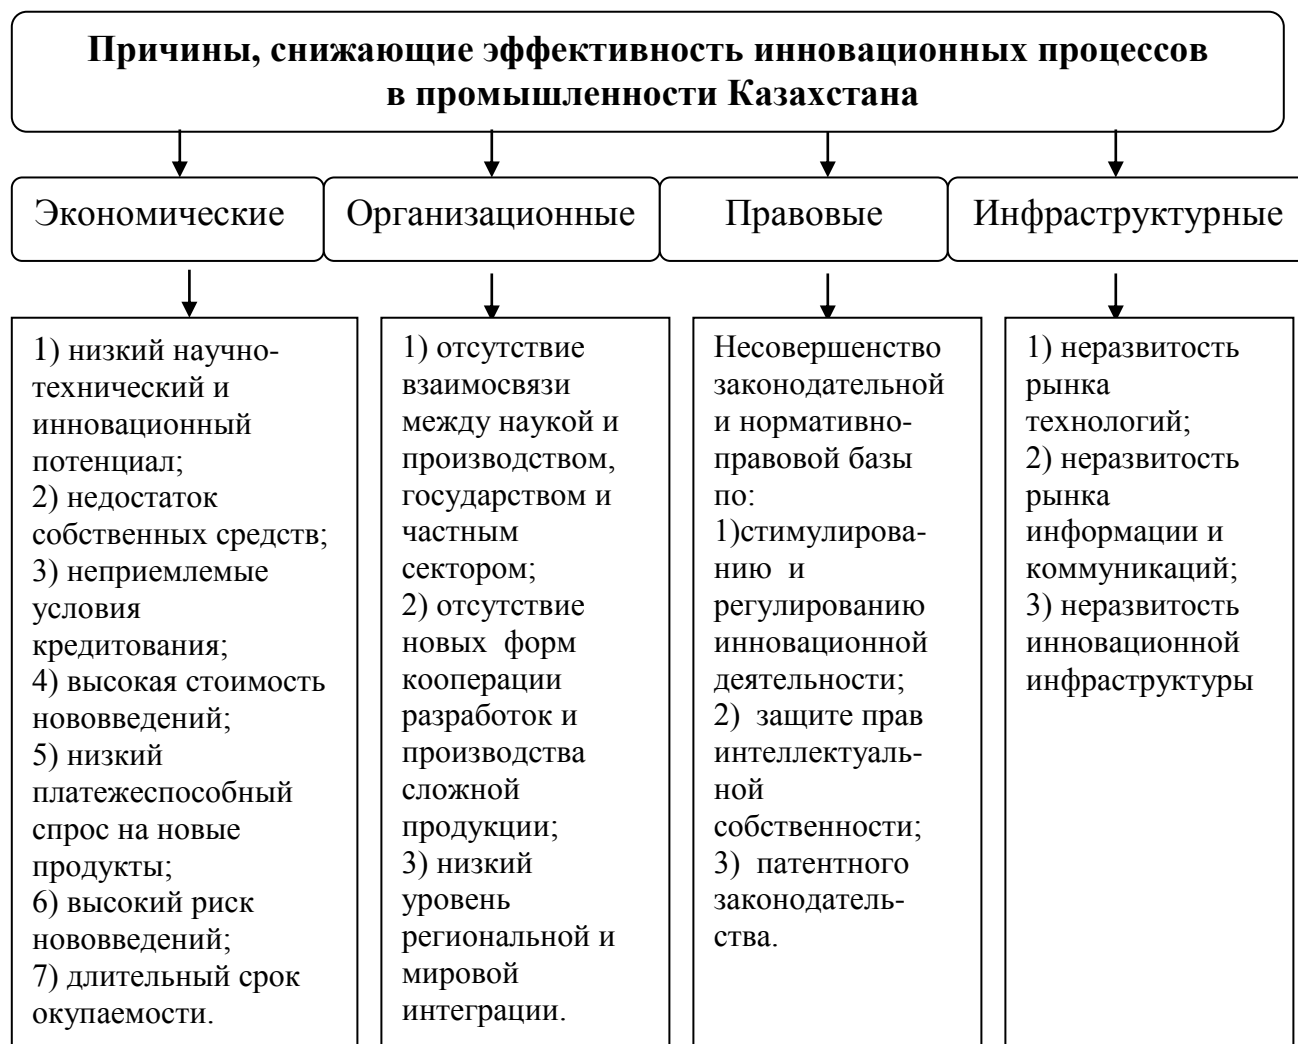 Причины, снижающие эффективность инновационных процессов
в промышленности Казахстана
Экономические
Организационные
Правовые
Инфраструктурные
1) низкий научно-
технический и
инновационный
потенциал;
2) недостаток
собственных средств;
3) неприемлемые
условия
кредитования;
4) высокая стоимость
нововведений;
5) низкий
платежеспособный
спрос на новые
продукты;
6) высокий риск
нововведений;
7) длительный срок
окупаемости.
1) отсутствие
взаимосвязи
между наукой и
производством,
государством и
частным
сектором;
2) отсутствие
новых форм
кооперации
разработок и
производства
сложной
продукции;
3) низкий
уровень
региональной и
мировой
интеграции.
Несовершенство
законодательной
и нормативно-
правовой базы
по:
1)стимулирова-
нию и
регулированию
инновационной
деятельности;
2) защите прав
интеллектуаль-
ной
собственности;
3) патентного
законодатель-
ства.
1) неразвитость
рынка
технологий;
2) неразвитость
рынка
информации и
коммуникаций;
3) неразвитость
инновационной
инфраструктуры